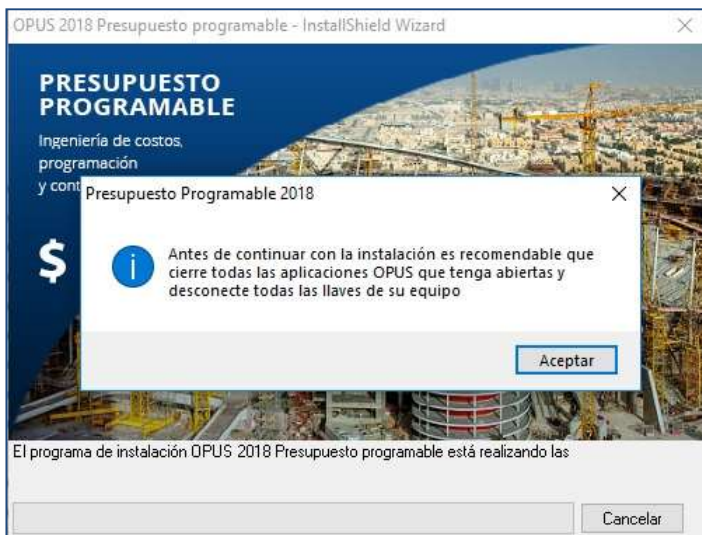 OPUS 2018 Presupuesto programable - InstallShield Wizard
PRESUPUESTO
PROGRAMABLE
Ingeniería de costos,
programación
y cont
Presupuesto Programable 2018
$
i
Antes de continuar con la instalación es recomendable que
cierre todas las aplicaciones OPUS que tenga abiertas y
desconecte todas las llaves de su equipo
Aceptar
El programa de instalación OPUS 2018 Presupuesto programable está realizando las
Cancelar